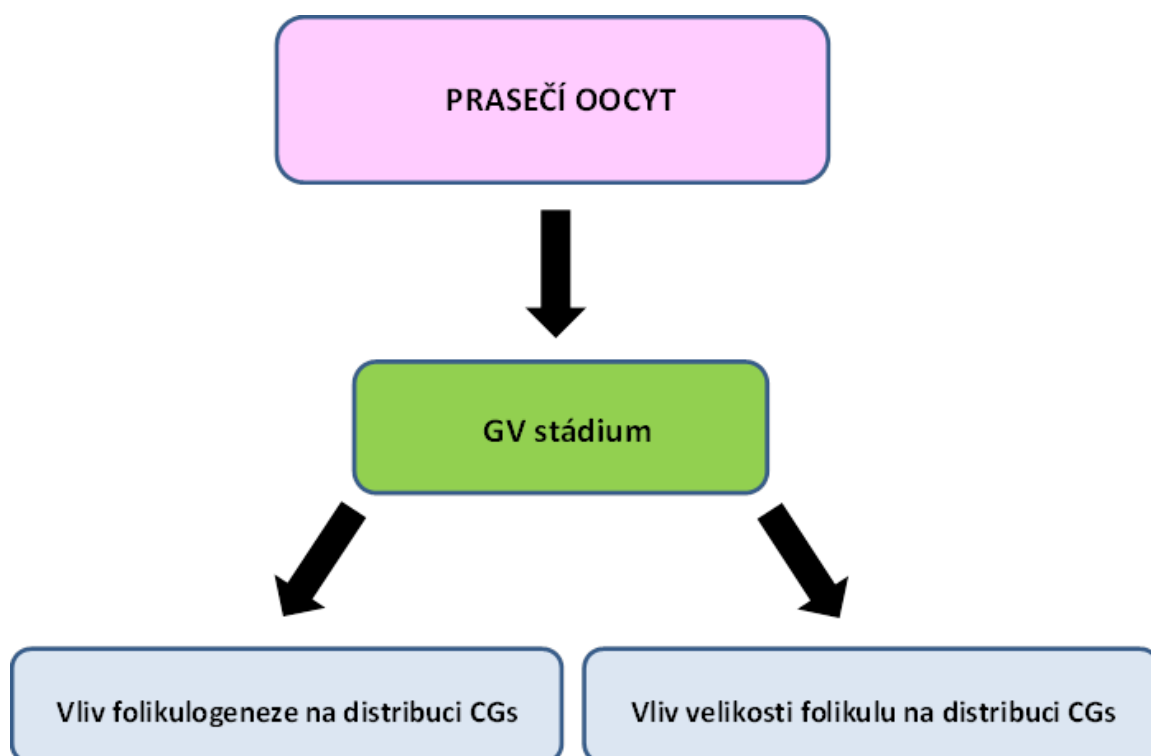 PRASEČÍ OOCYT
GV stádium
Vliv folikulogeneze na distribuci CGs
Vliv velikosti folikulu na distribuci CGs